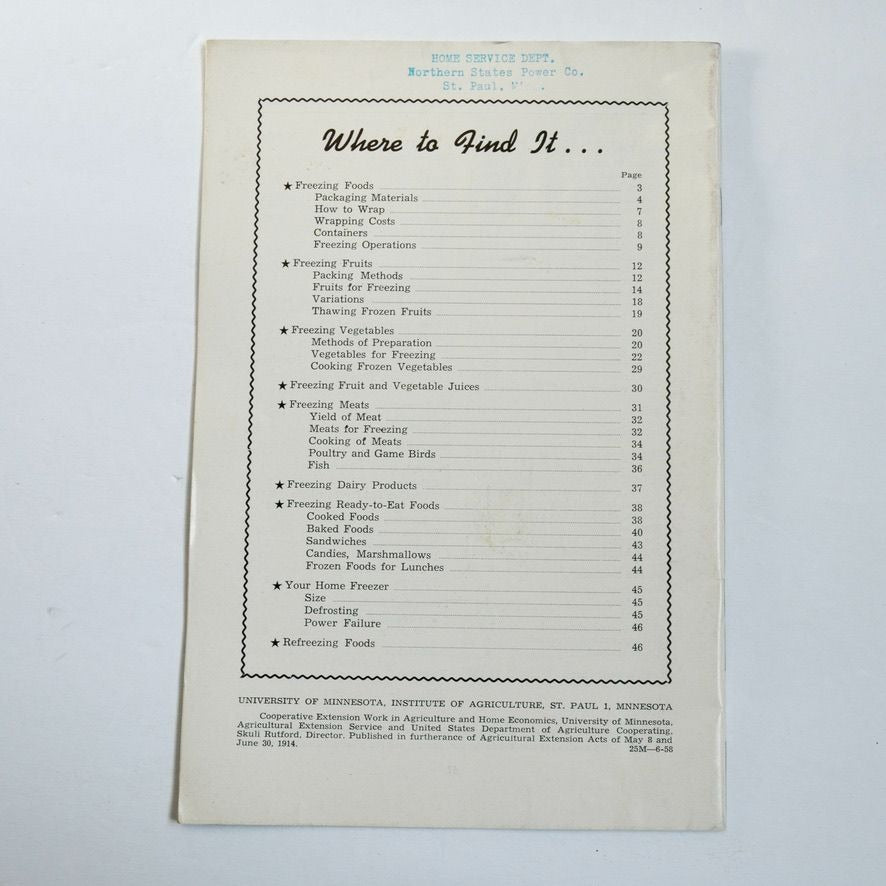 HOME SERVICE DEPT.
Northern States Power Co.
St. Paul,
Where to Find It . . .
Page
★ Freezing Foods 3
Packaging Materials 4
How to Wrap 7
Wrapping Costs 8
Containers 8
Freezing Operations 9
★ Freezing Fruits 12
Packing Methods 12
Fruits for Freezing 14
Variations 18
Thawing Frozen Fruits 19
★ Freezing Vegetables 20
Methods of Preparation 20
Vegetables for Freezing 22
Cooking Frozen Vegetables 29
★ Freezing Fruit and Vegetable Juices 30
★ Freezing Meats 31
Yield of Meat 32
Meats for Freezing 32
Cooking of Meats 34
Poultry and Game Birds 34
Fish 36
★ Freezing Dairy Products 37
★ Freezing Ready-to-Eat Foods 38
Cooked Foods 38
Baked Foods 40
Sandwiches 43
Candies, Marshmallows 44
Frozen Foods for Lunches 44
★ Your Home Freezer 45
Size 45
Defrosting 45
Power Failure 46
★ Refreezing Foods 46
UNIVERSITY OF MINNESOTA, INSTITUTE OF AGRICULTURE, ST. PAUL 1, MNNESOTA
Cooperative Extension Work in Agriculture and Home Economics, University of Minnesota,
Agricultural Extension Service and United States Department of Agriculture Cooperating,
Skuli Rutford, Director. Published in furtherance of Agricultural Extension Acts of May 8 and
June 30, 1914. 25M—6-58